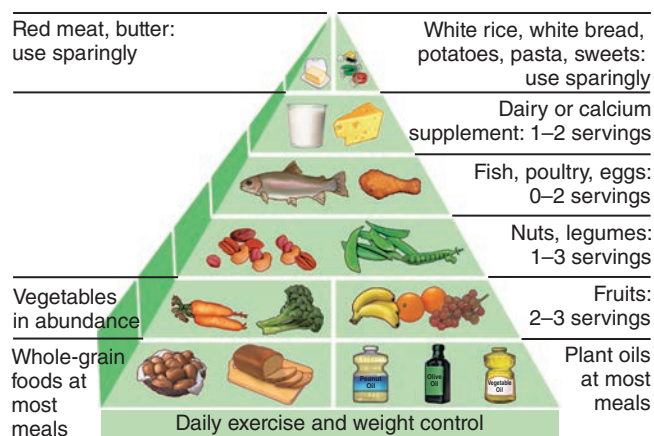 Red meat, butter:
use sparingly
White rice, white bread,
potatoes, pasta, sweets:
use sparingly
Dairy or calcium
supplement: 1–2 servings
Fish, poultry, eggs:
0–2 servings
Nuts, legumes:
1–3 servings
Vegetables
in abundance
Fruits:
2–3 servings
Whole-grain
foods at
most
meals
Peanut
Oil
Olive
Oil
Vegetable
Oil
Plant oils
at most
meals
Daily exercise and weight control